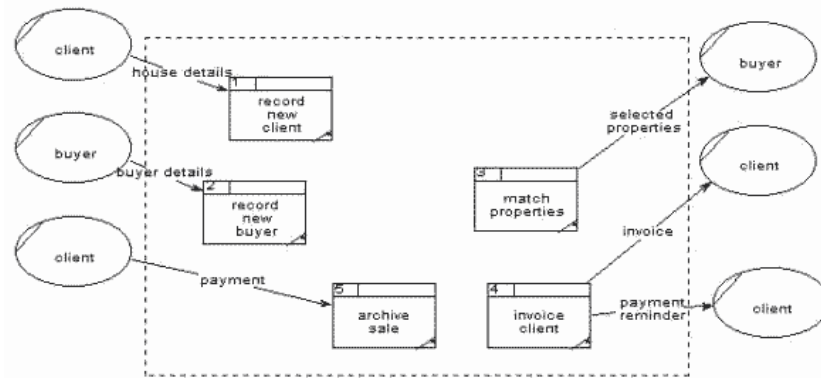 client
house details
1
record
new
client
buyer
buyer details
2
record
new
buyer
client
payment
5
archive
sale
buyer
selected
properties
3
match
properties
client
invoice
4
invoice
client
payment
reminder
client